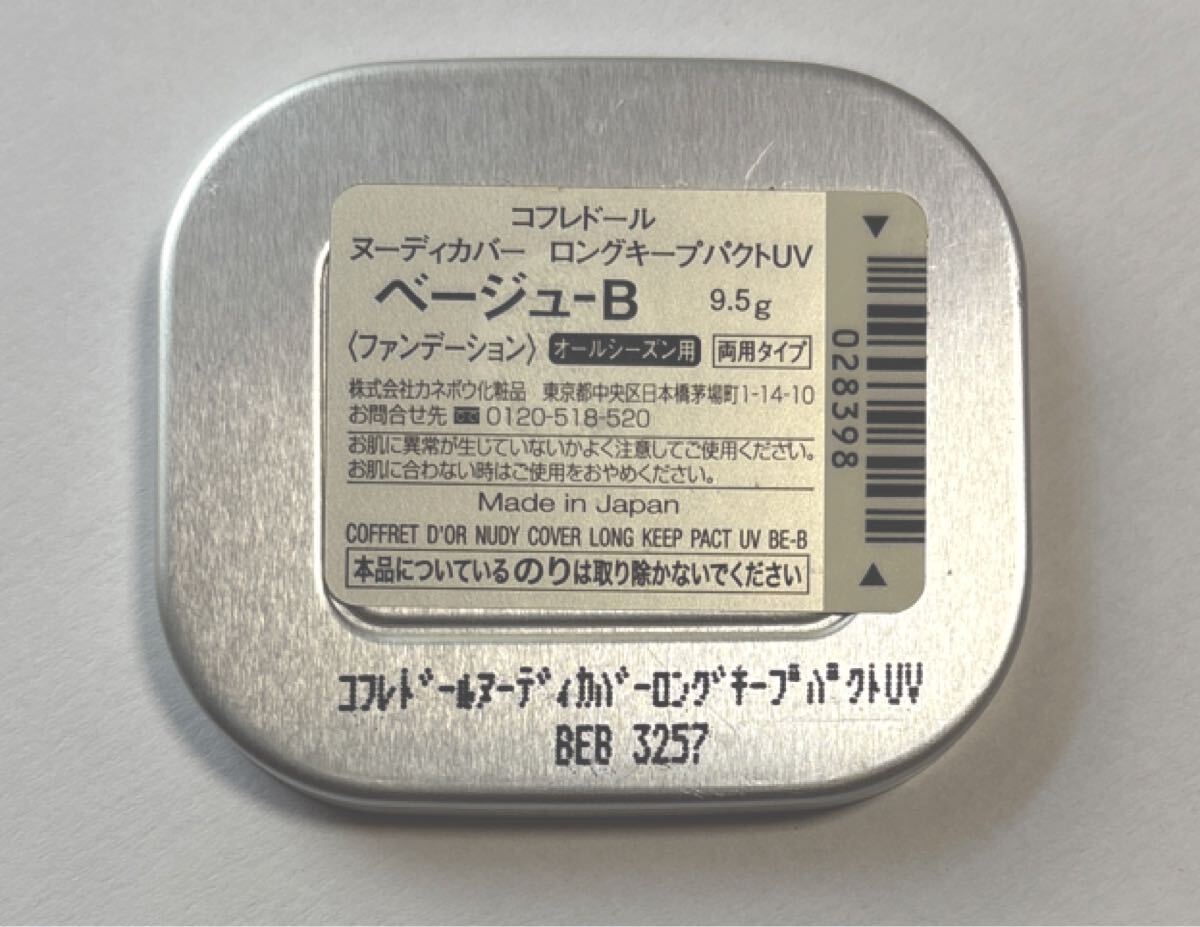 コフレドール
ヌーディカバー ロングキープパクトUV
ベージュ-B 9.5g
〈ファンデーション〉 オールシーズン用 両用タイプ
株式会社カネボウ化粧品 東京都中央区日本橋茅場町1-14-10
お問合せ先 0120-518-520
お肌に異常が生じていないかよく注意してご使用ください。
お肌に合わない時はご使用をおやめください。
Made in Japan
COFFRET D'OR NUDY COVER LONG KEEP PACT UV BE-B
本品についているのりは取り除かないでください
▼
028398
▲
コフレドールヌーディカバーロングキープパクトUV
BEB 3257